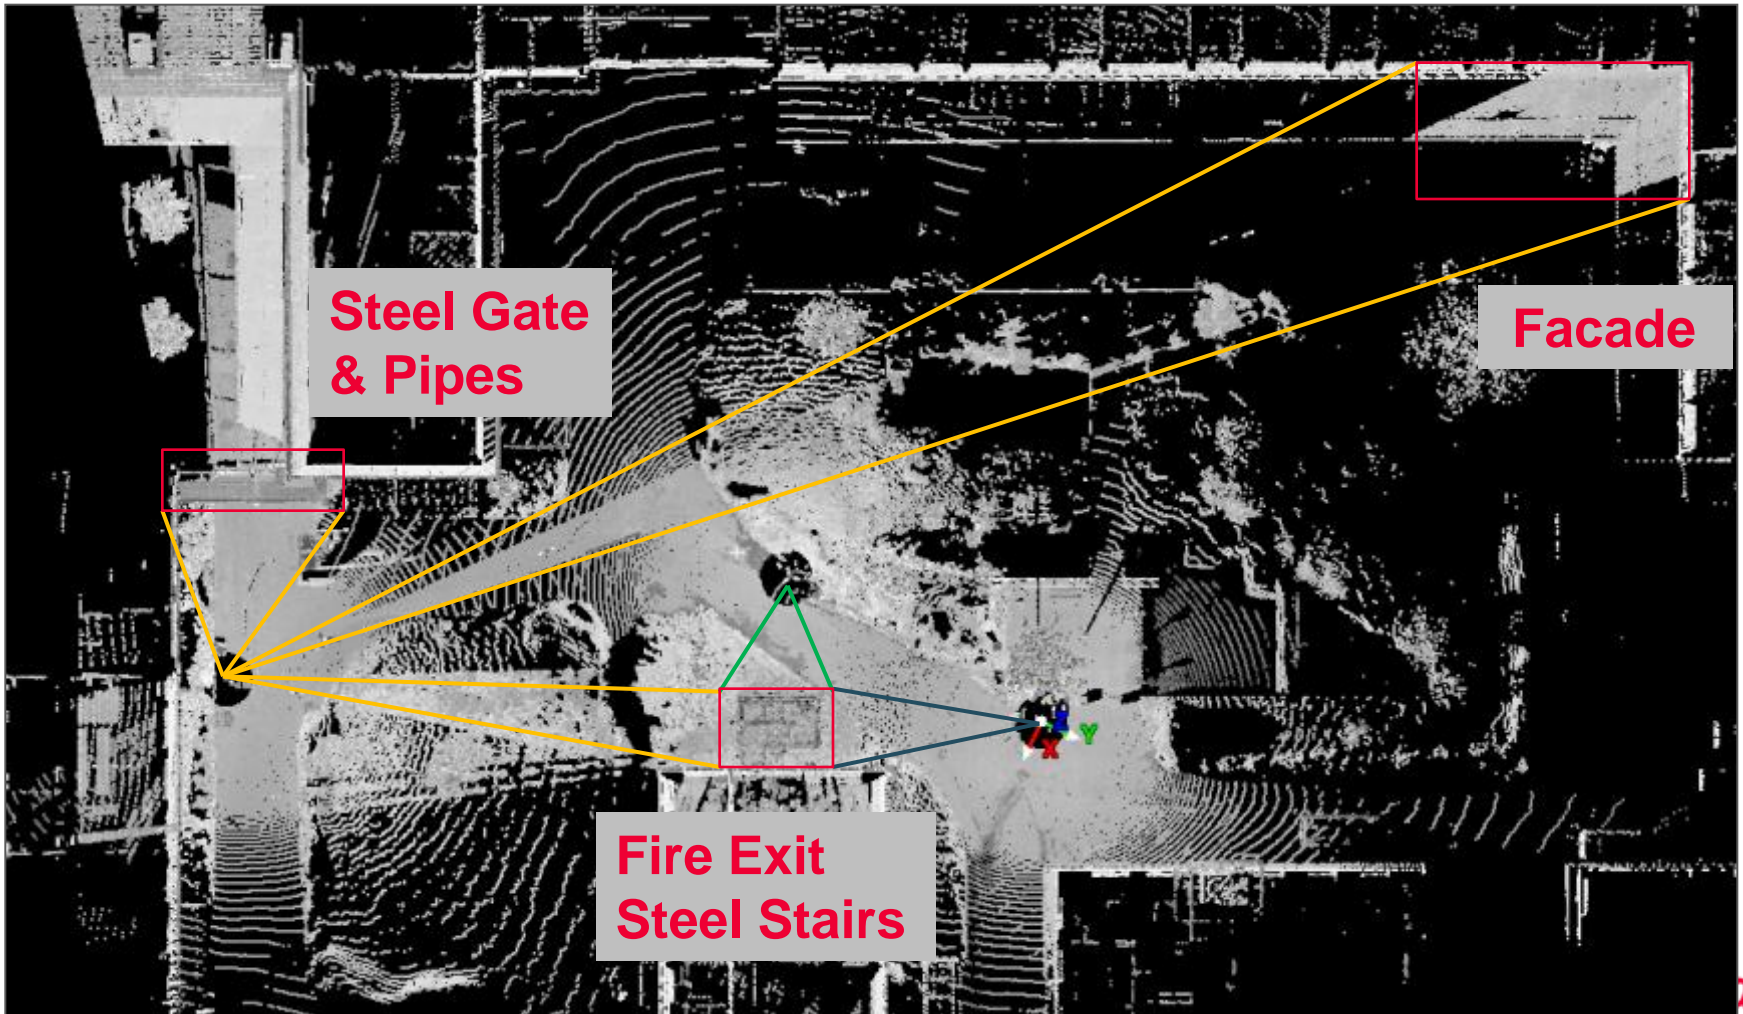 Steel Gate
& Pipes
Facade
Fire Exit
Steel Stairs
X
Y